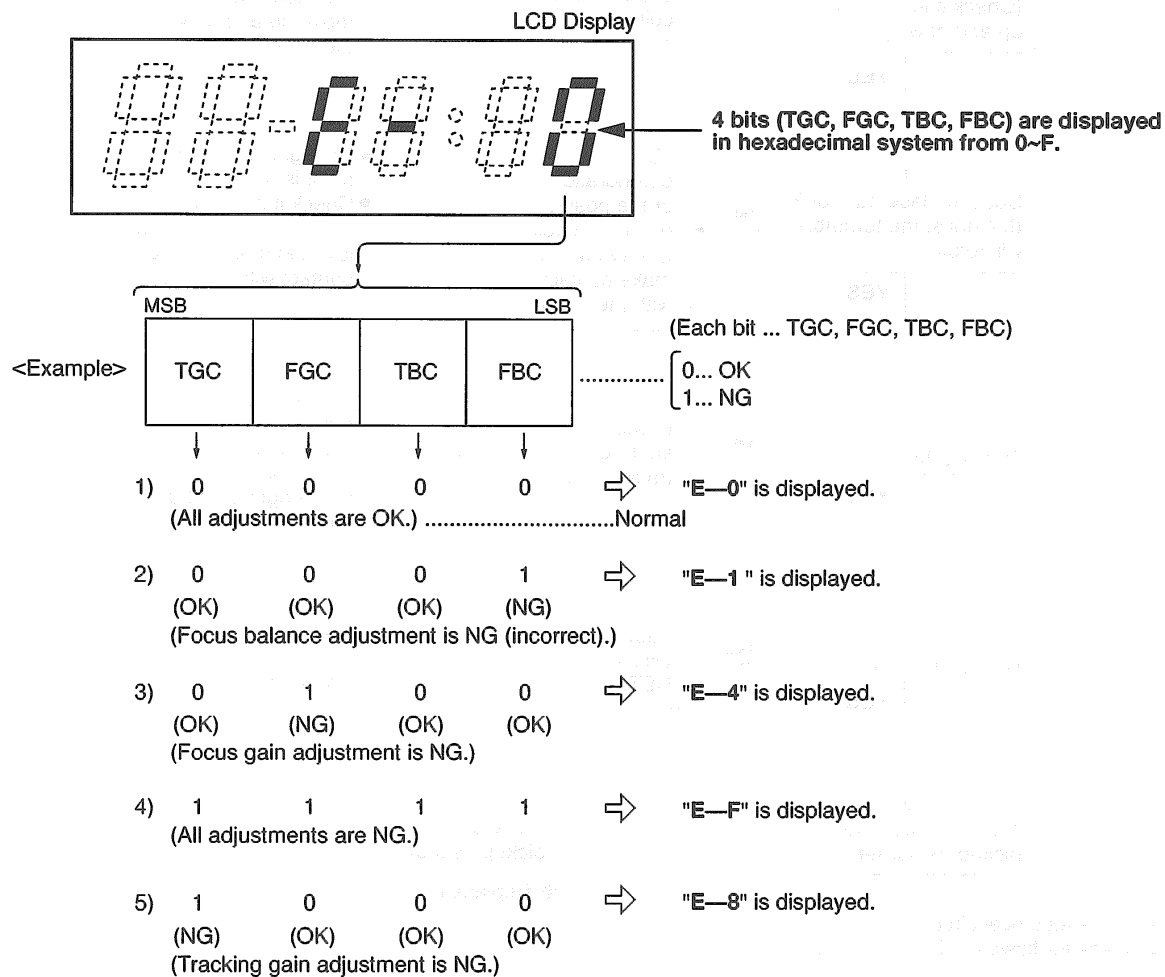 LCD Display
4 bits (TGC, FGC, TBC, FBC) are displayed
in hexadecimal system from 0~F.
MSB LSB
(Each bit ... TGC, FGC, TBC, FBC)
<Example> TGC FGC TBC FBC ............. 0... OK
1... NG
1) 0 0 0 0 ⇨ "E—0" is displayed.
(All adjustments are OK.) .............................Normal
2) 0 0 0 1 ⇨ "E—1 " is displayed.
(OK) (OK) (OK) (NG)
(Focus balance adjustment is NG (incorrect).)
3) 0 1 0 0 ⇨ "E—4" is displayed.
(OK) (NG) (OK) (OK)
(Focus gain adjustment is NG.)
4) 1 1 1 1 ⇨ "E—F" is displayed.
(All adjustments are NG.)
5) 1 0 0 0 ⇨ "E—8" is displayed.
(NG) (OK) (OK) (OK)
(Tracking gain adjustment is NG.)